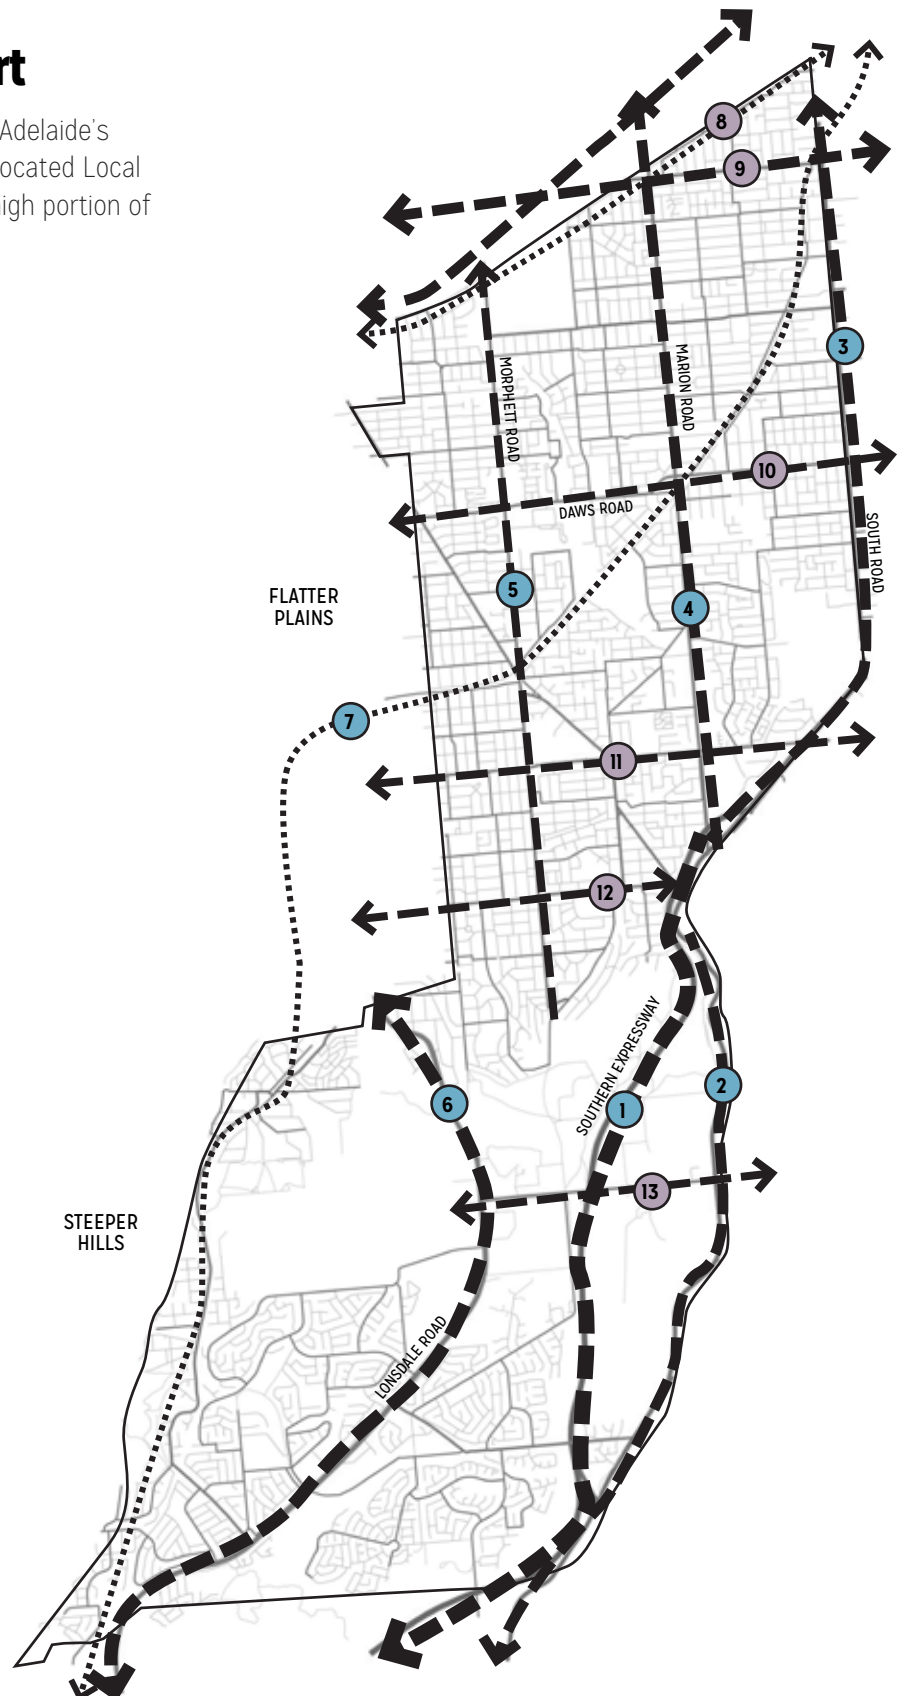 rt
Adelaide's
ocated Local
igh portion of
8
9
3
MORPHETT ROAD
MARION ROAD
10
DAWS ROAD
SOUTH ROAD
FLATTER
PLAINS
5
4
7
11
12
6
SOUTHERN EXPRESSWAY
1
2
13
STEEPER
HILLS
LONSDALE ROAD